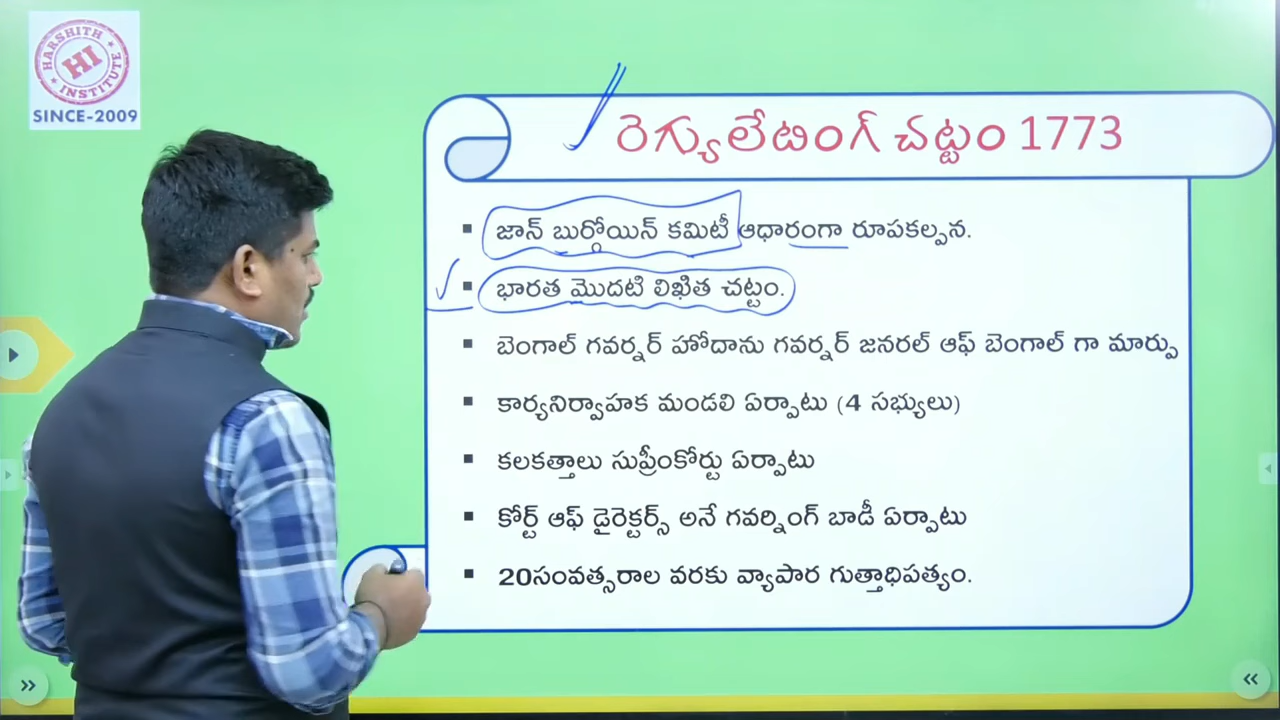 HARSHITH
HI
INSTITUTE
SINCE-2009
రెగ్యులేటింగ్ చట్టం 1773
▪ జాన్ బుర్గోయిన్ కమిటీ ఆధారంగా రూపకల్పన.
▪ భారత మొదటి లిఖిత చట్టం.
▪ బెంగాల్ గవర్నర్ హోదాను గవర్నర్ జనరల్ ఆఫ్ బెంగాల్ గా మార్పు
▪ కార్యనిర్వాహక మండలి ఏర్పాటు (4 సభ్యులు)
▪ కలకత్తాలు సుప్రీంకోర్టు ఏర్పాటు
▪ కోర్ట్ ఆఫ్ డైరెక్టర్స్ అనే గవర్నింగ్ బాడీ ఏర్పాటు
▪ 20సంవత్సరాల వరకు వ్యాపార గుత్తాధిపత్యం.